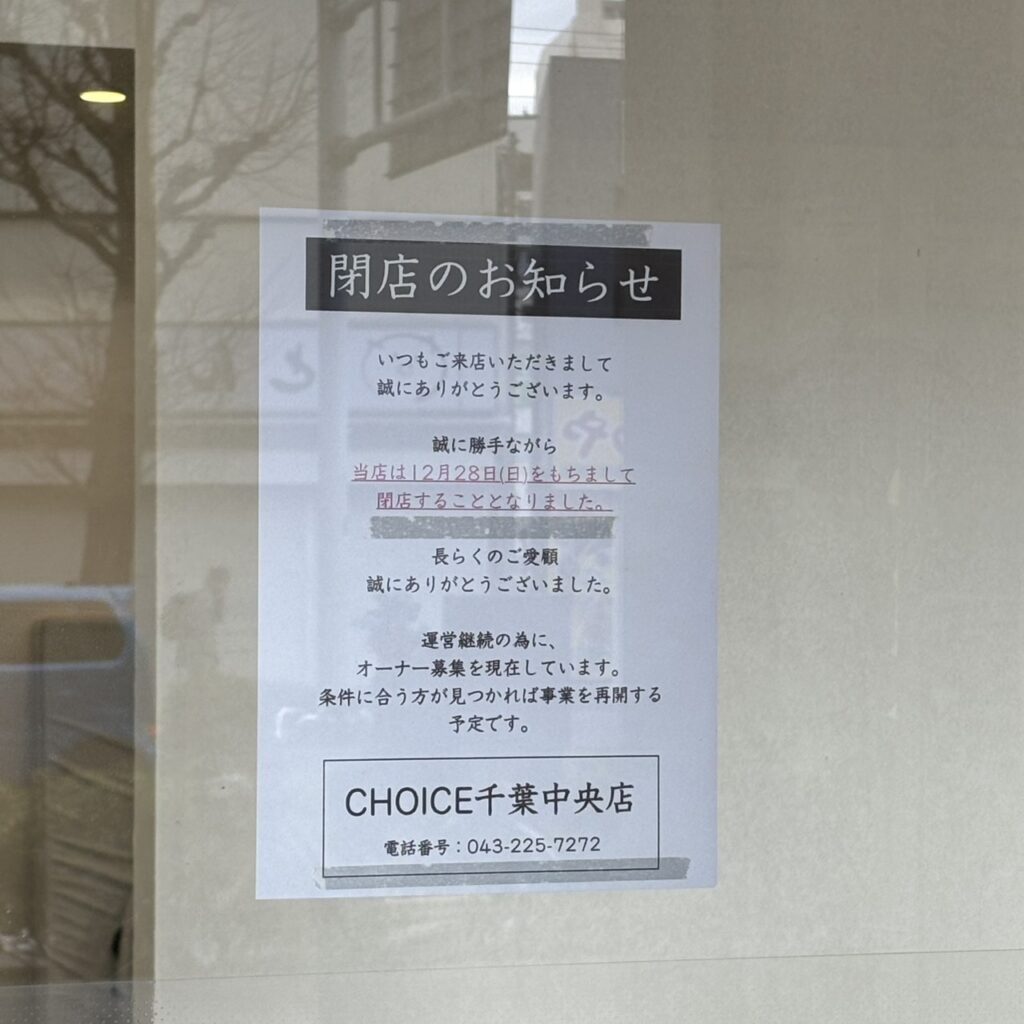 閉店のお知らせ
いつもご来店いただきまして
誠にありがとうございます。
誠に勝手ながら
当店は12月28日(日)をもちまして
閉店することとなりました。
長らくのご愛顧
誠にありがとうございました。
運営継続の為に、
オーナー募集を現在しています。
条件に合う方が見つかれば事業を再開する
予定です。
CHOICE千葉中央店
電話番号：043-225-7272